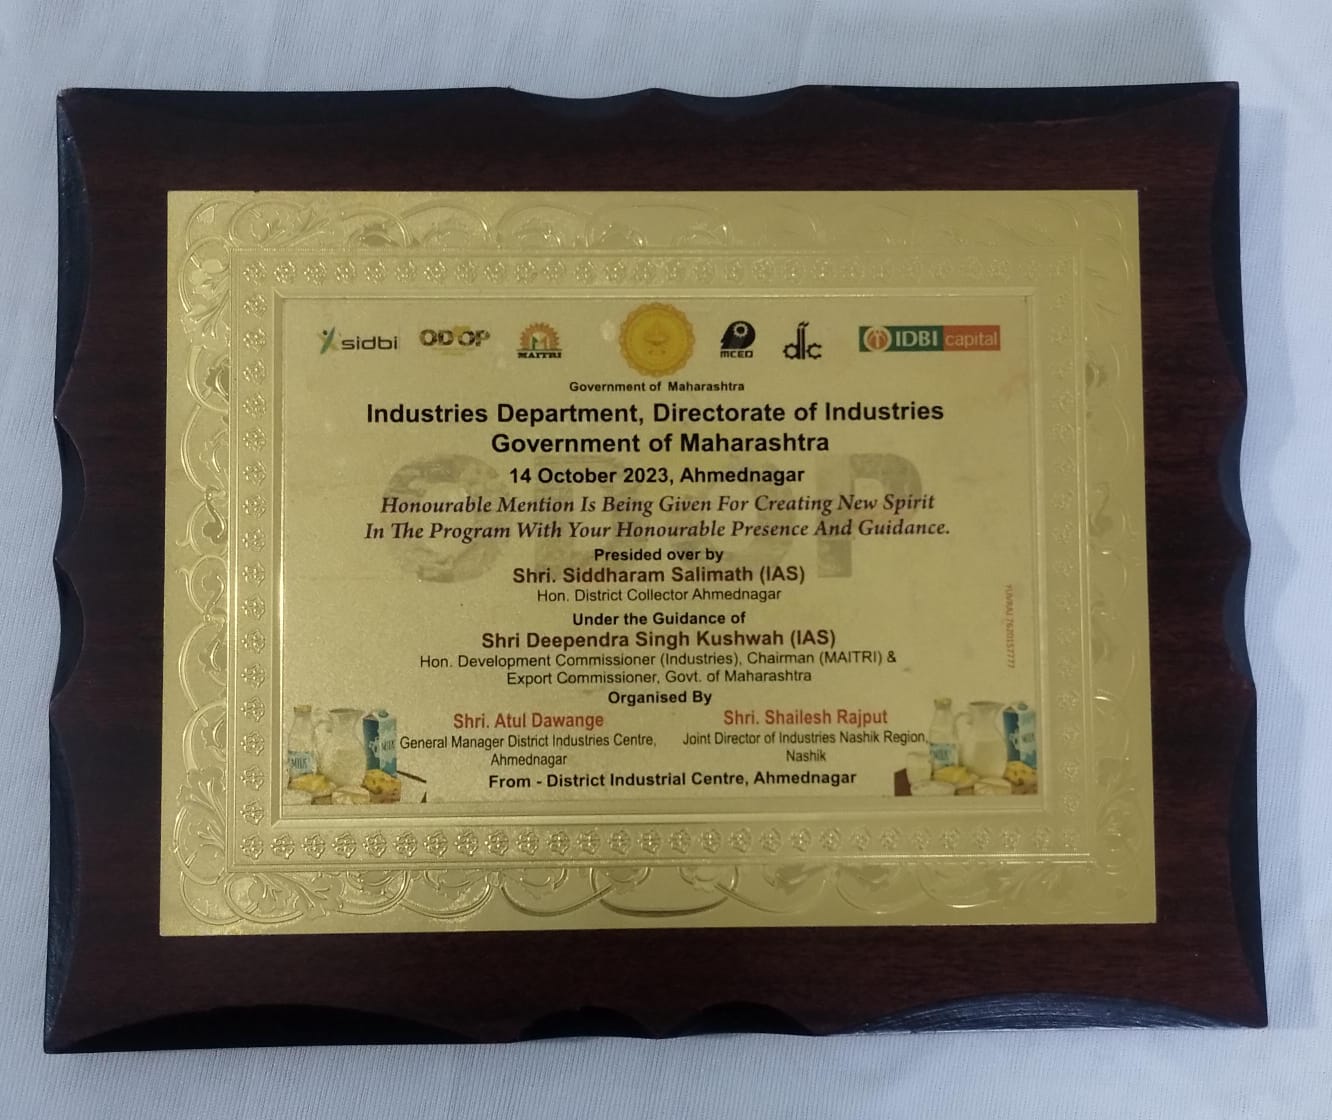 sidbi ODOP MAITRI MCED dic IDBI capital
Government of Maharashtra
Industries Department, Directorate of Industries
Government of Maharashtra
14 October 2023, Ahmednagar
Honourable Mention Is Being Given For Creating New Spirit
In The Program With Your Honourable Presence And Guidance.
Presided over by
Shri. Siddharam Salimath (IAS)
Hon. District Collector Ahmednagar
Under the Guidance of
Shri Deependra Singh Kushwah (IAS)
Hon. Development Commissioner (Industries), Chairman (MAITRI) &
Export Commissioner, Govt. of Maharashtra
Organised By
Shri. Atul Dawange
General Manager District Industries Centre,
Ahmednagar
Shri. Shailesh Rajput
Joint Director of Industries Nashik Region,
Nashik
From - District Industrial Centre, Ahmednagar
MILK
MILK